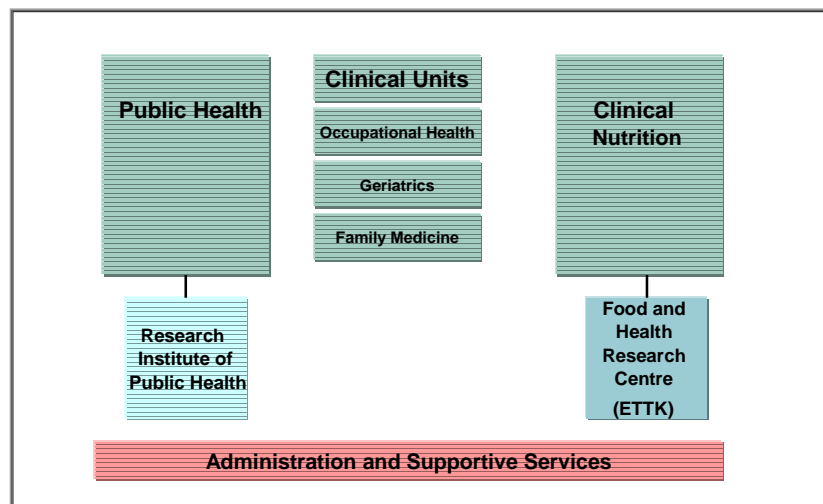 Public Health
Clinical Units
Occupational Health
Geriatrics
Family Medicine
Clinical
Nutrition
Research
Institute of
Public Health
Food and
Health
Research
Centre
(ETTK)
Administration and Supportive Services